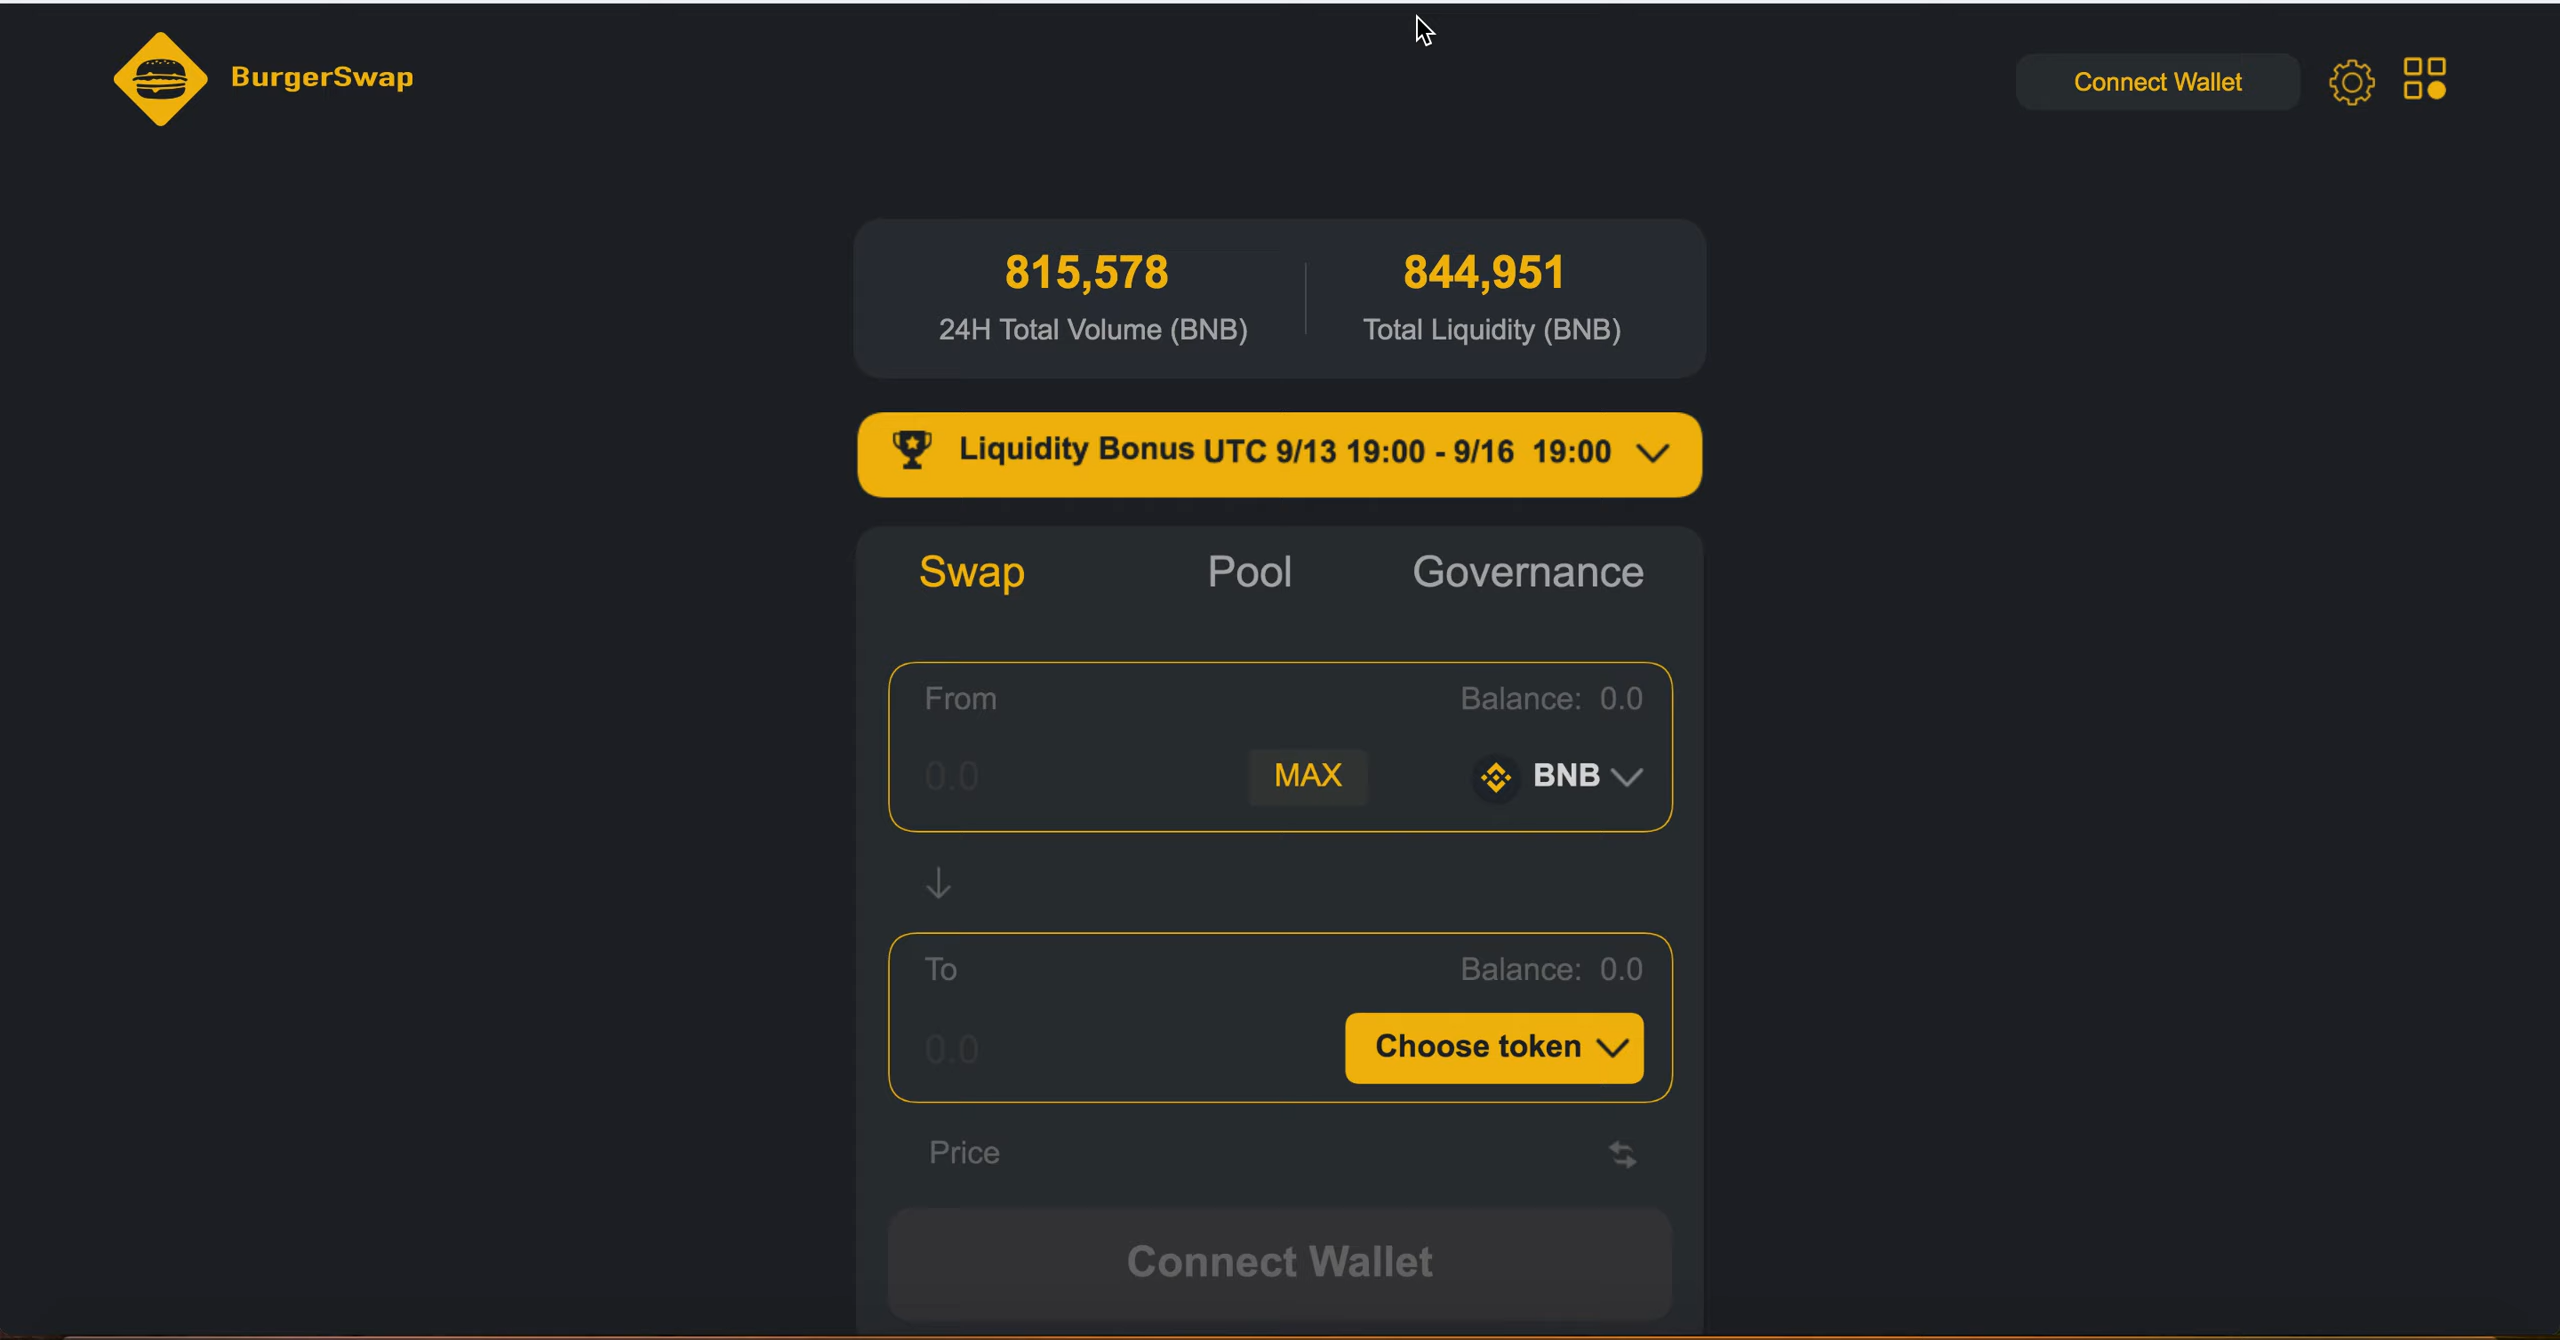 BurgerSwap
Connect Wallet
815,578
24H Total Volume (BNB)
844,951
Total Liquidity (BNB)
Liquidity Bonus UTC 9/13 19:00 - 9/16 19:00
Swap
Pool
Governance
From
Balance: 0.0
0.0
MAX
BNB
To
Balance: 0.0
0.0
Choose token
Price
Connect Wallet